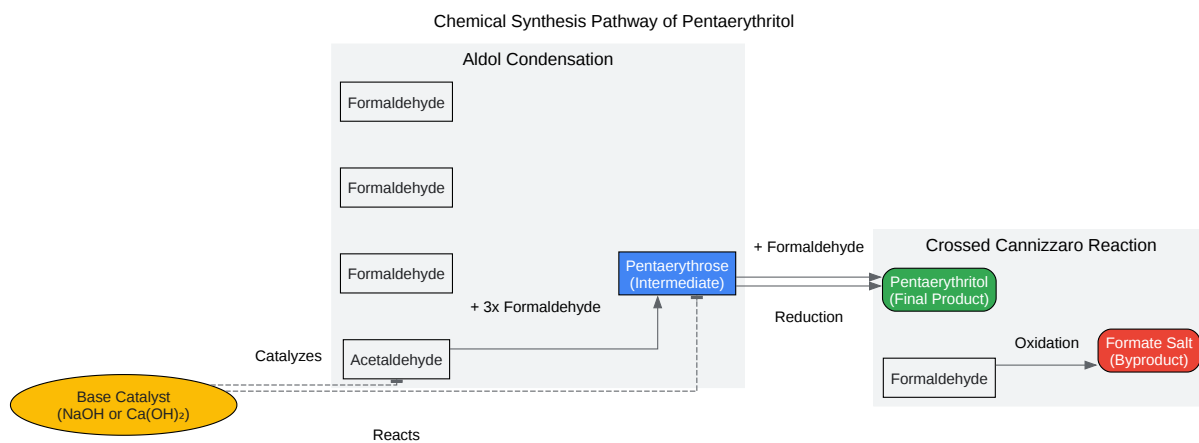 Chemical Synthesis Pathway of Pentaerythritol
Aldol Condensation
Formaldehyde
Formaldehyde
Formaldehyde
+ 3x Formaldehyde
Acetaldehyde
Pentaerythrose
(Intermediate)
+ Formaldehyde
Reduction
Crossed Cannizzaro Reaction
Pentaerythritol
(Final Product)
Formaldehyde
Oxidation
Formate Salt
(Byproduct)
Catalyzes
Base Catalyst
(NaOH or Ca(OH)₂)
Reacts